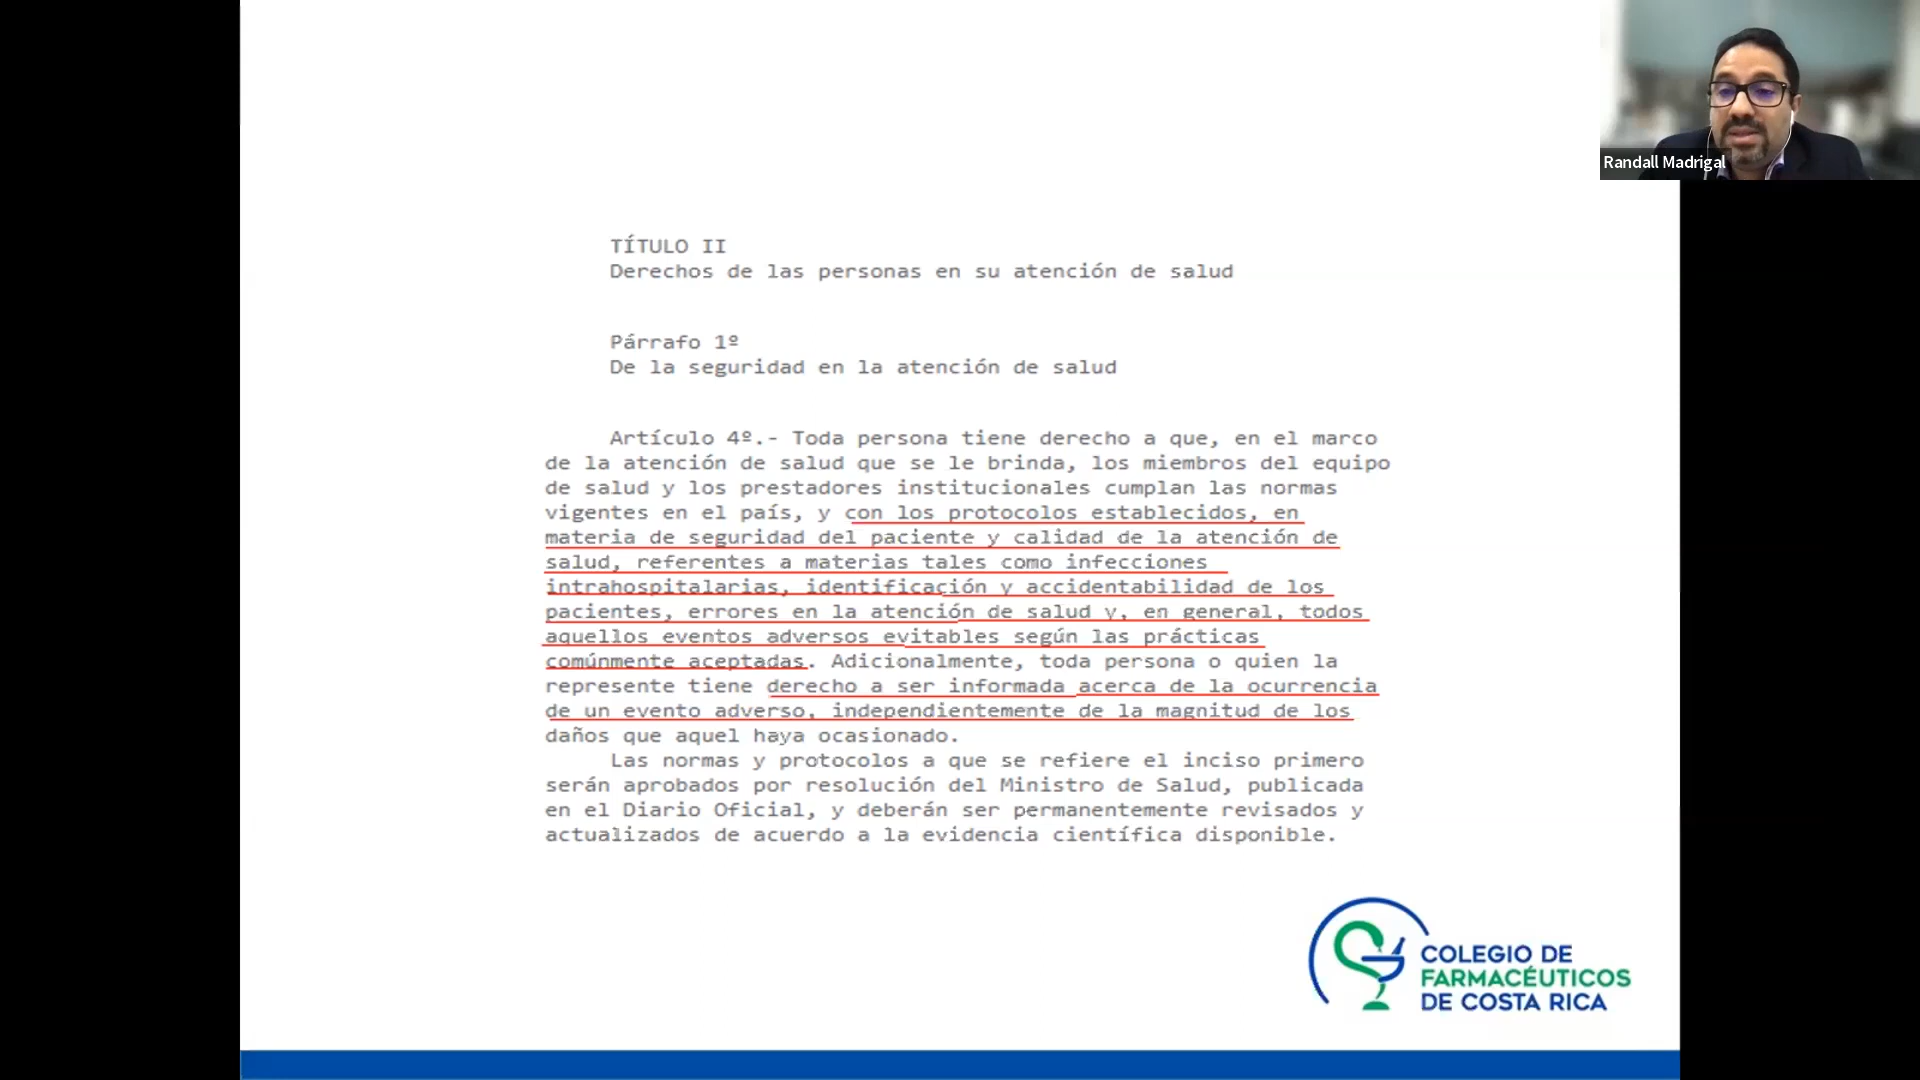 Randall Madrigal
TÍTULO II
Derechos de las personas en su atención de salud
Párrafo 1º
De la seguridad en la atención de salud
Artículo 4º.- Toda persona tiene derecho a que, en el marco
de la atención de salud que se le brinda, los miembros del equipo
de salud y los prestadores institucionales cumplan las normas
vigentes en el país, y con los protocolos establecidos, en
materia de seguridad del paciente y calidad de la atención de
salud, referentes a materias tales como infecciones
intrahospitalarias, identificación y accidentabilidad de los
pacientes, errores en la atención de salud y, en general, todos
aquellos eventos adversos evitables según las prácticas
comúnmente aceptadas. Adicionalmente, toda persona o quien la
represente tiene derecho a ser informada acerca de la ocurrencia
de un evento adverso, independientemente de la magnitud de los
daños que aquel haya ocasionado.
Las normas y protocolos a que se refiere el inciso primero
serán aprobados por resolución del Ministro de Salud, publicada
en el Diario Oficial, y deberán ser permanentemente revisados y
actualizados de acuerdo a la evidencia científica disponible.
COLEGIO DE
FARMACÉUTICOS
DE COSTA RICA